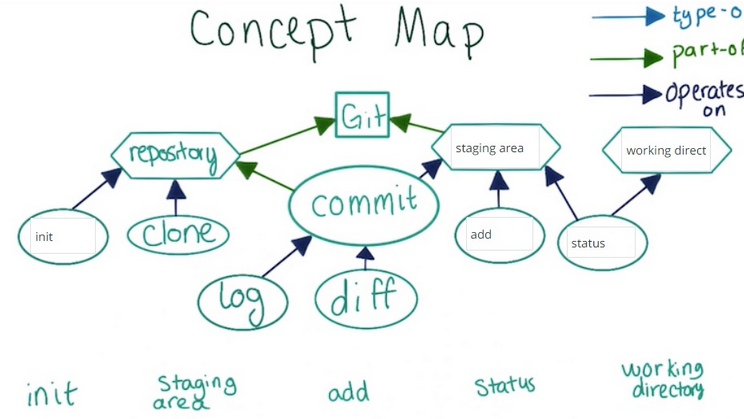 Concept Map
type-o
part-of
operates
on
Git
repository
staging area
working direct
commit
init
clone
add
status
log
diff
init
Staging
area
add
Status
working
directory